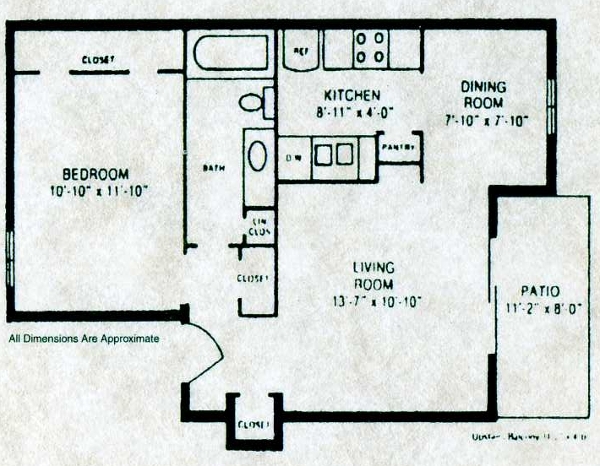 CLOSET
REF
KITCHEN
8'-11" x 4'-0"
DINING
ROOM
7'-10" x 7'-10"
PANTRY
D.W.
BATH
BEDROOM
10'-10" x 11'-10"
LIN
CLOS
CLOSET
LIVING
ROOM
13'-7" x 10'-10"
PATIO
11'-2" x 8'-0"
All Dimensions Are Approximate
CLOSET